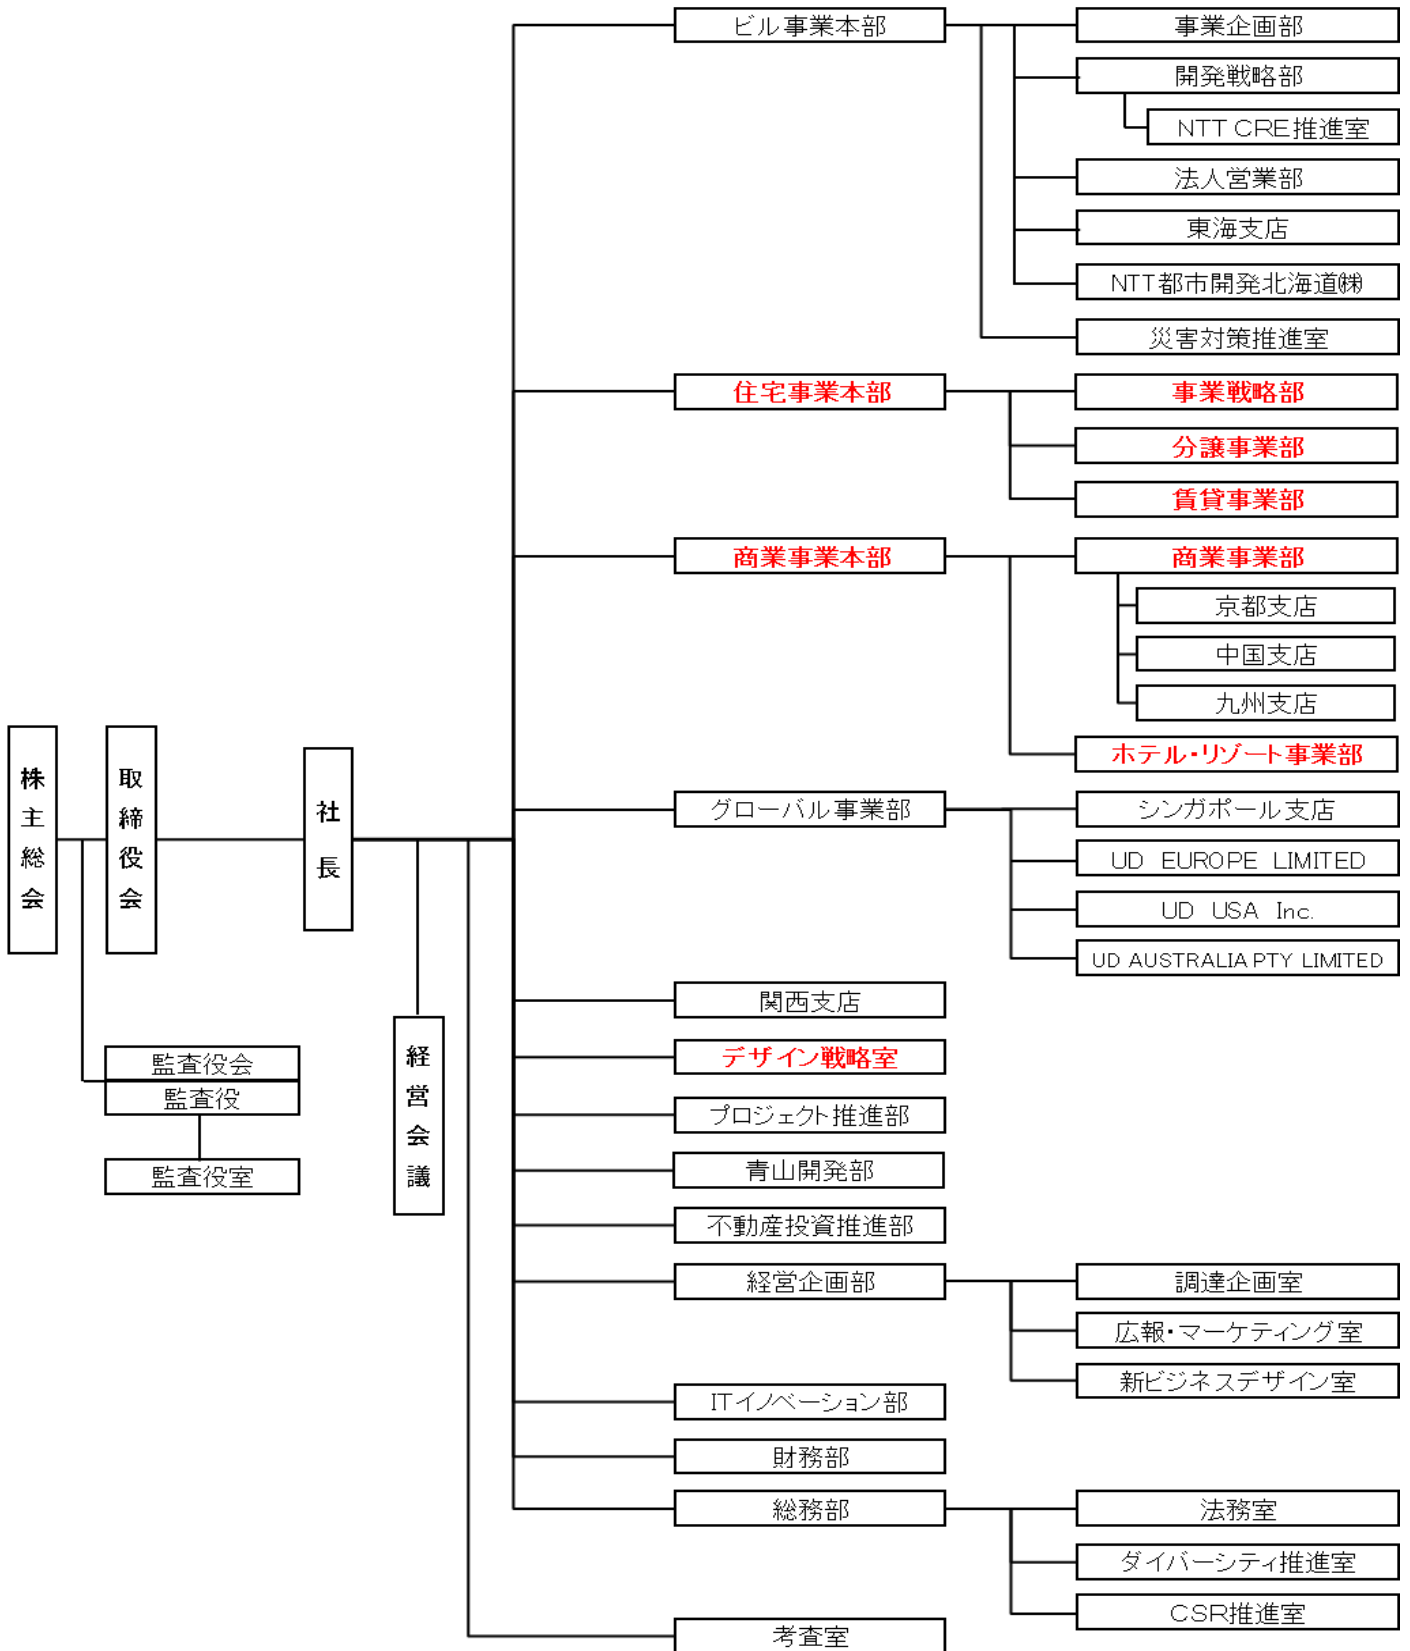 株主総会
取締役会
監査役会
監査役
監査役室
社長
経営会議
ビル事業本部
事業企画部
開発戦略部
NTT CRE推進室
法人営業部
東海支店
NTT都市開発北海道㈱
災害対策推進室
住宅事業本部
事業戦略部
分譲事業部
賃貸事業部
商業事業本部
商業事業部
京都支店
中国支店
九州支店
ホテル・リゾート事業部
グローバル事業部
シンガポール支店
UD EUROPE LIMITED
UD USA Inc.
UD AUSTRALIA PTY LIMITED
関西支店
デザイン戦略室
プロジェクト推進部
青山開発部
不動産投資推進部
経営企画部
調達企画室
広報・マーケティング室
新ビジネスデザイン室
ITイノベーション部
財務部
総務部
法務室
ダイバーシティ推進室
CSR推進室
考査室